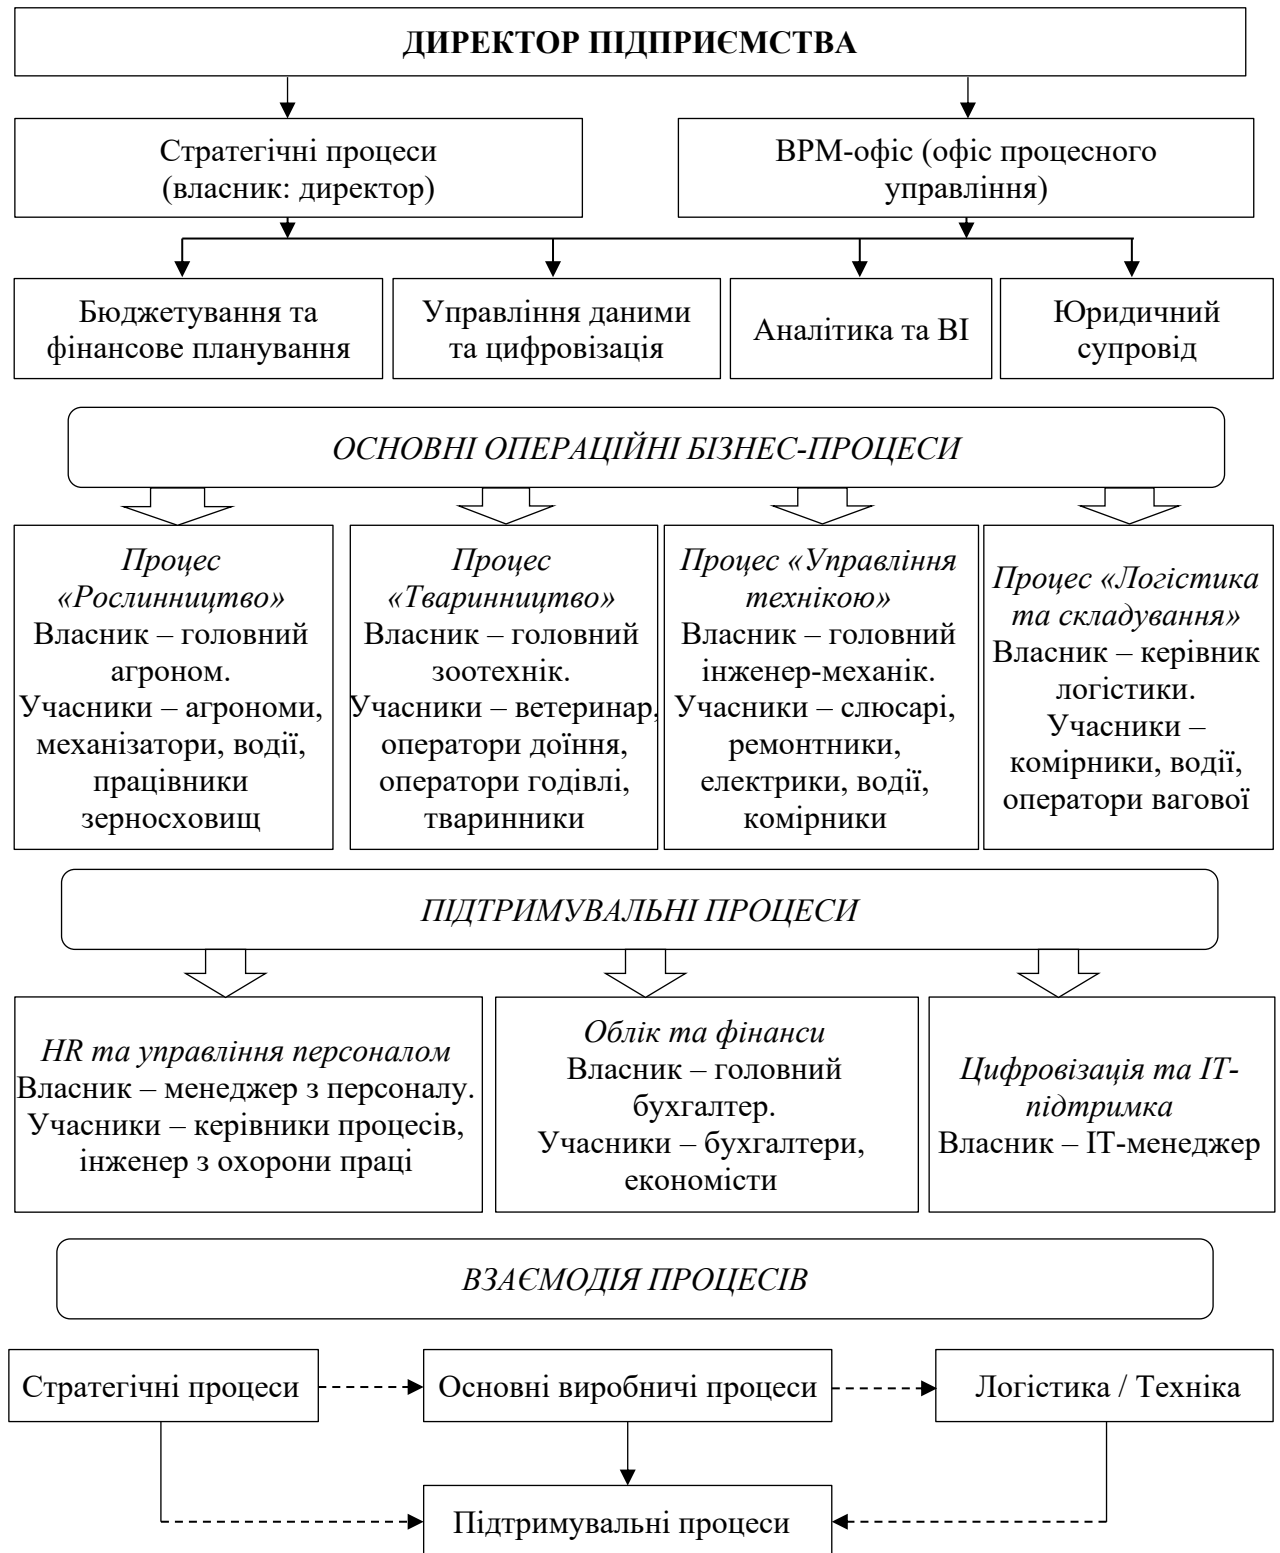 ДИРЕКТОР ПІДПРИЄМСТВА
Стратегічні процеси
(власник: директор)
BPM-офіс (офіс процесного
управління)
Бюджетування та
фінансове планування
Управління даними
та цифровізація
Аналітика та BI
Юридичний
супровід
ОСНОВНІ ОПЕРАЦІЙНІ БІЗНЕС-ПРОЦЕСИ
Процес
«Рослинництво»
Власник – головний
агроном.
Учасники – агрономи,
механізатори, водії,
працівники
зерносховищ
Процес
«Тваринництво»
Власник – головний
зоотехнік.
Учасники – ветеринар,
оператори доїння,
оператори годівлі,
тваринники
Процес «Управління
технікою»
Власник – головний
інженер-механік.
Учасники – слюсарі,
ремонтники,
електрики, водії,
комірники
Процес «Логістика
та складування»
Власник – керівник
логістики.
Учасники –
комірники, водії,
оператори вагової
ПІДТРИМУВАЛЬНІ ПРОЦЕСИ
HR та управління персоналом
Власник – менеджер з персоналу.
Учасники – керівники процесів,
інженер з охорони праці
Облік та фінанси
Власник – головний
бухгалтер.
Учасники – бухгалтери,
економісти
Цифровізація та ІТ-
підтримка
Власник – ІТ-менеджер
ВЗАЄМОДІЯ ПРОЦЕСІВ
Стратегічні процеси
Основні виробничі процеси
Логістика / Техніка
Підтримувальні процеси